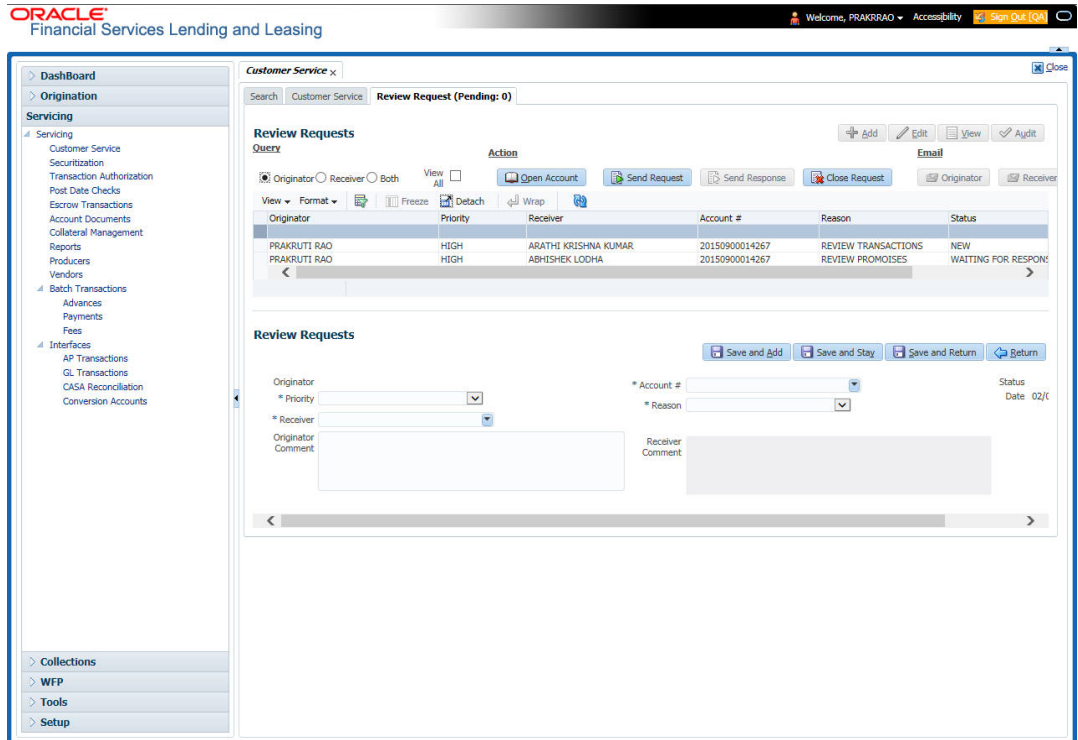 ORACLE®
Financial Services Lending and Leasing
Welcome, PRAKRRAO Accessibility Sign Out [QA]
Close
DashBoard
Origination
Servicing
Servicing
Customer Service
Securitization
Transaction Authorization
Post Date Checks
Escrow Transactions
Account Documents
Collateral Management
Reports
Producers
Vendors
Batch Transactions
Advances
Payments
Fees
Interfaces
AP Transactions
GL Transactions
CASA Reconciliation
Conversion Accounts
Collections
WFP
Tools
Setup
Customer Service x
Search Customer Service Review Request (Pending: 0)
Review Requests
Add Edit View Audit
Query Action Email
Originator Receiver Both View All Open Account Send Request Send Response Close Request Originator Receiver
View Format Freeze Detach Wrap
Originator Priority Receiver Account # Reason Status
PRAKRUTI RAO HIGH ARATHI KRISHNA KUMAR 20150900014267 REVIEW TRANSACTIONS NEW
PRAKRUTI RAO HIGH ABHISHEK LODHA 20150900014267 REVIEW PROMOISES WAITING FOR RESPONS
Review Requests
Save and Add Save and Stay Save and Return Return
Originator * Account # Status
* Priority * Reason Date 02/0
* Receiver
Originator Comment
Receiver Comment